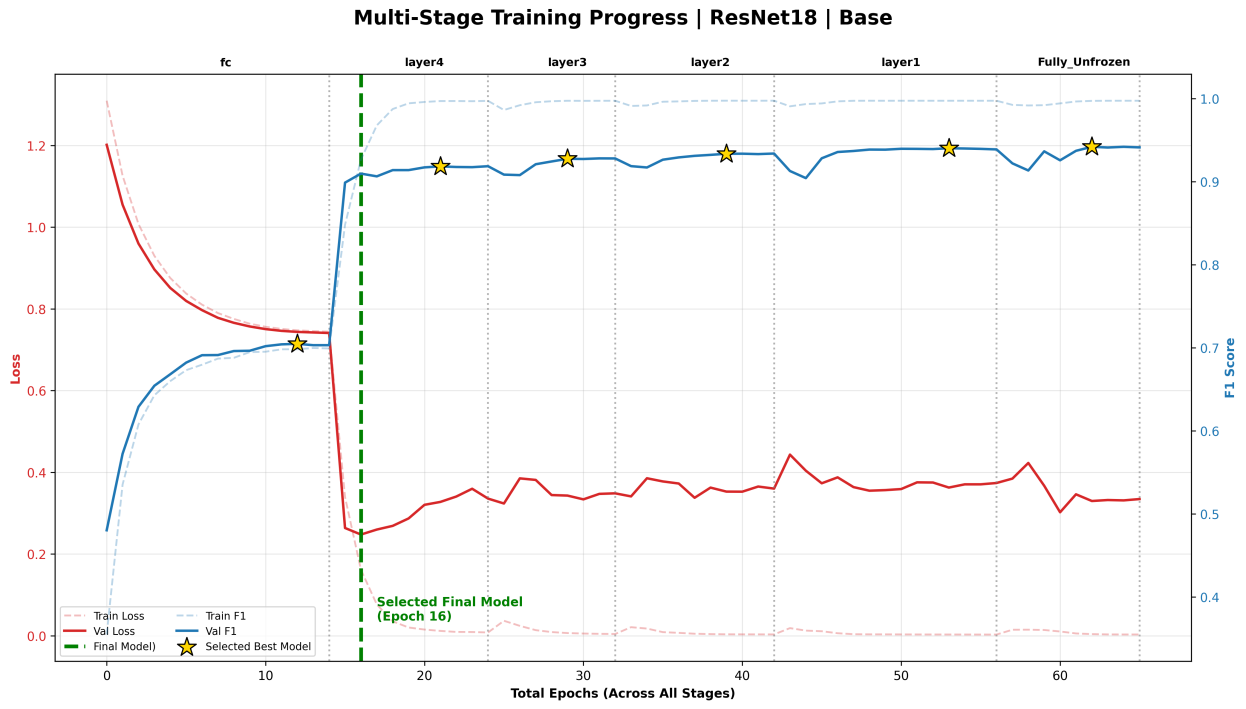 Multi-Stage Training Progress | ResNet18 | Base
fc
layer4
layer3
layer2
layer1
Fully_Unfrozen
Loss
1.2
1.0
0.8
0.6
0.4
0.2
0.0
F1 Score
1.0
0.9
0.8
0.7
0.6
0.5
0.4
Selected Final Model
(Epoch 16)
Train Loss
Val Loss
Final Model)
Train F1
Val F1
Selected Best Model
0 10 20 30 40 50 60
Total Epochs (Across All Stages)